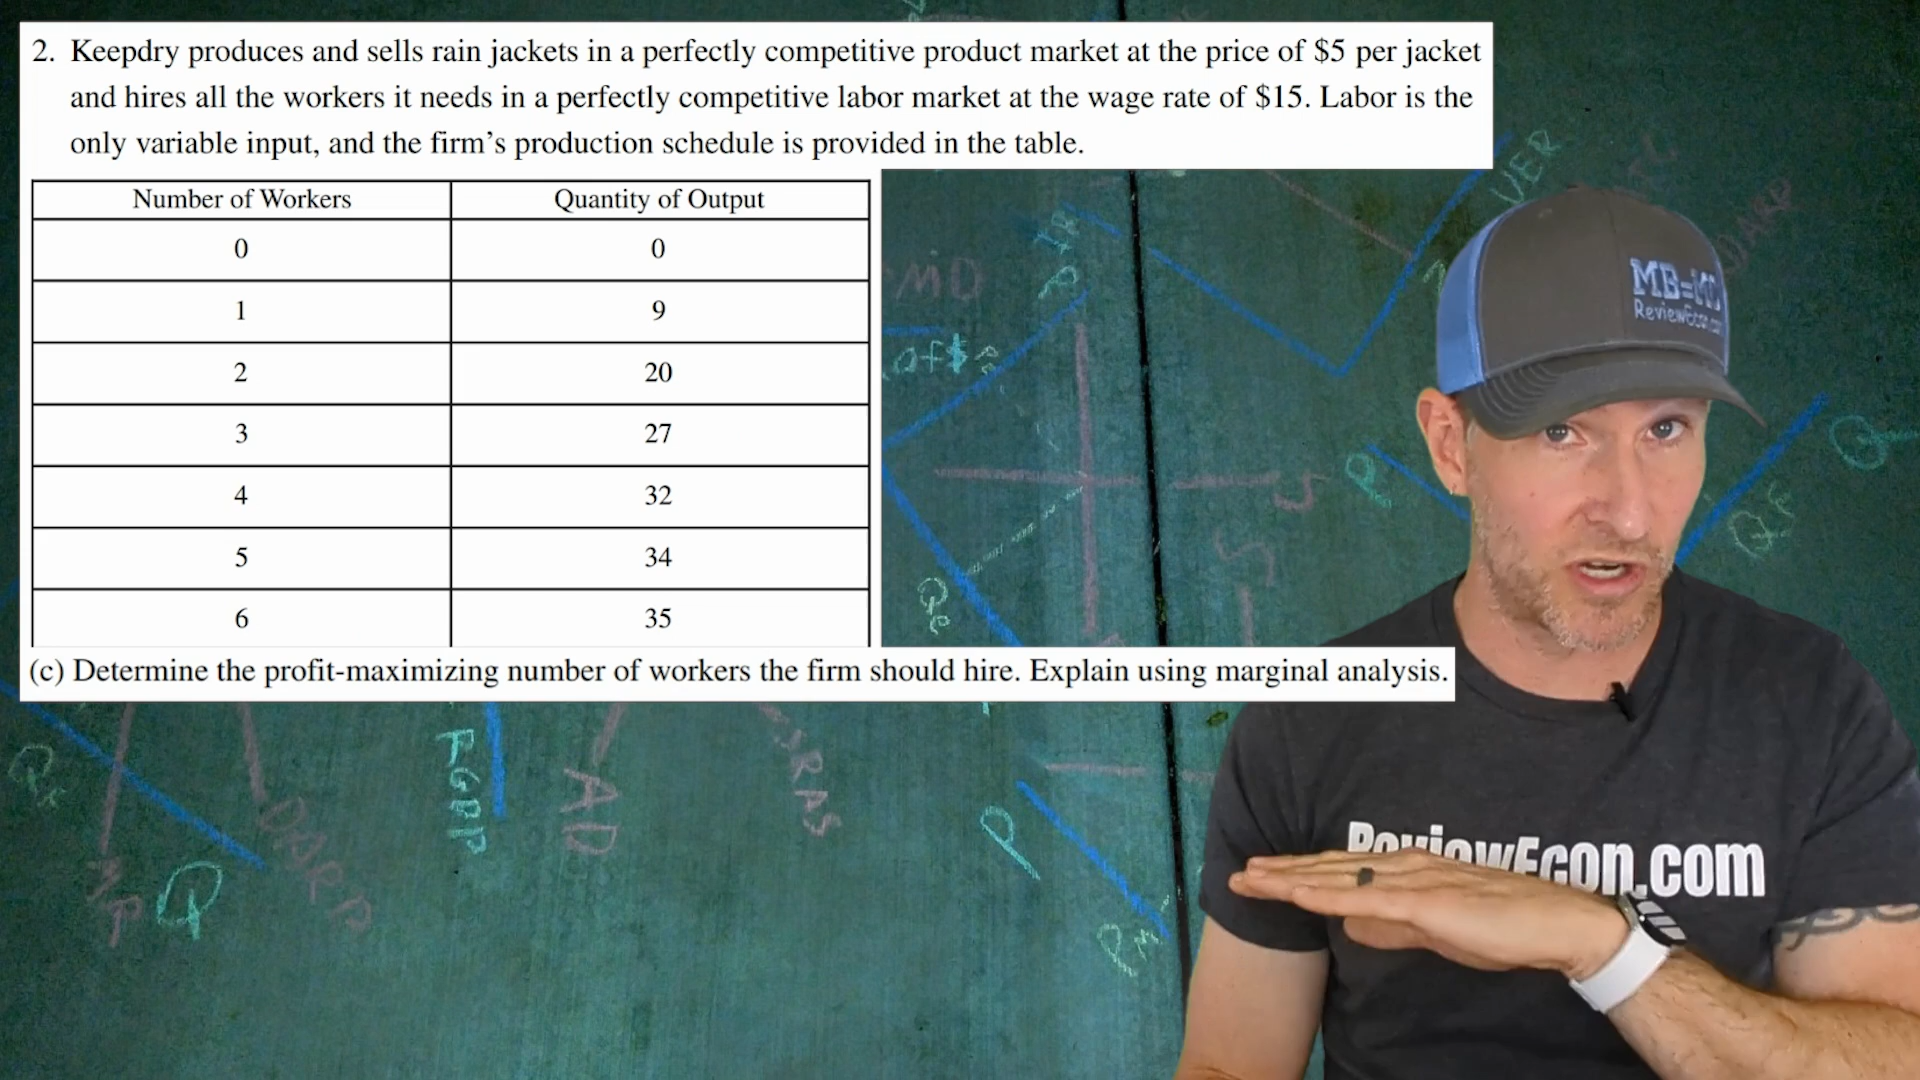 2. Keepdry produces and sells rain jackets in a perfectly competitive product market at the price of $5 per jacket
and hires all the workers it needs in a perfectly competitive labor market at the wage rate of $15. Labor is the
only variable input, and the firm's production schedule is provided in the table.
Number of Workers Quantity of Output
0 0
1 9
2 20
3 27
4 32
5 34
6 35
(c) Determine the profit-maximizing number of workers the firm should hire. Explain using marginal analysis.
MB=MC
ReviewEcon.com
ReviewEcon.com
RGDP
AD
SRAS
Q
P